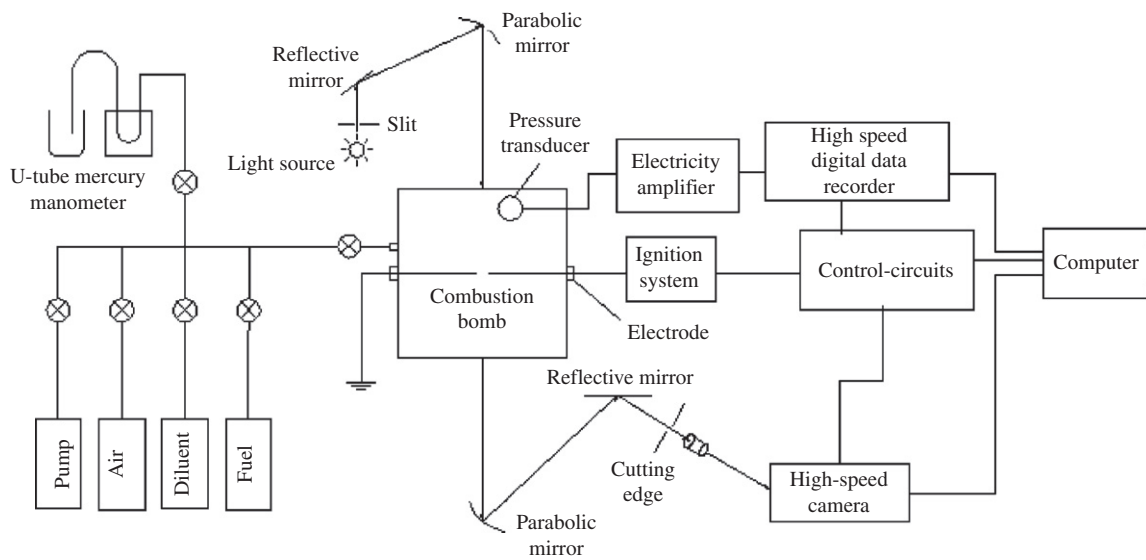 Parabolic
mirror
Reflective
mirror
Slit
Light source
Pressure
transducer
U-tube mercury
manometer
Electricity
amplifier
High speed
digital data
recorder
Ignition
system
Control-circuits
Computer
Combustion
bomb
Electrode
Reflective mirror
Cutting
edge
High-speed
camera
Parabolic
mirror
Pump
Air
Diluent
Fuel